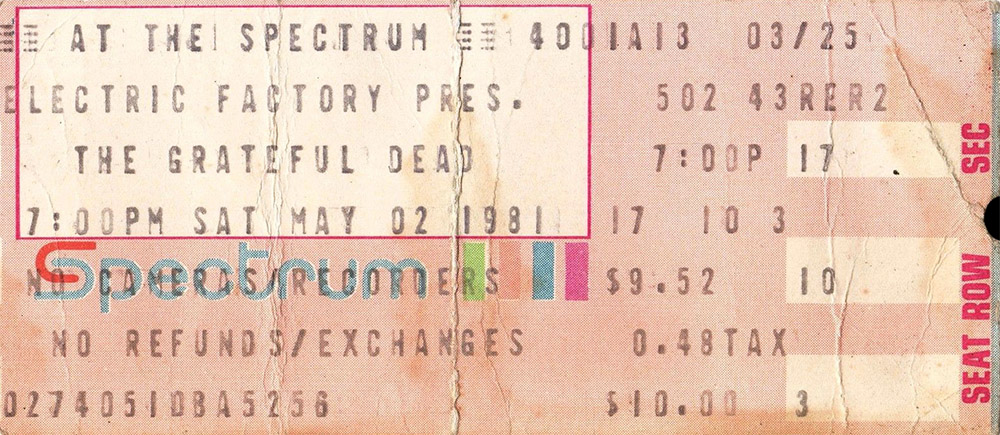 AT THE SPECTRUM 4001A13 03/25
ELECTRIC FACTORY PRES. 502 43RER2
THE GRATEFUL DEAD 7:00P 17 SEC
7:00PM SAT MAY 02 1981 17 10 3
Spectrum
NO CAMERAS/RECORDERS $9.52 10 ROW
NO REFUNDS/EXCHANGES 0.48TAX
0274051DBA5256 $10.00 3 SEAT